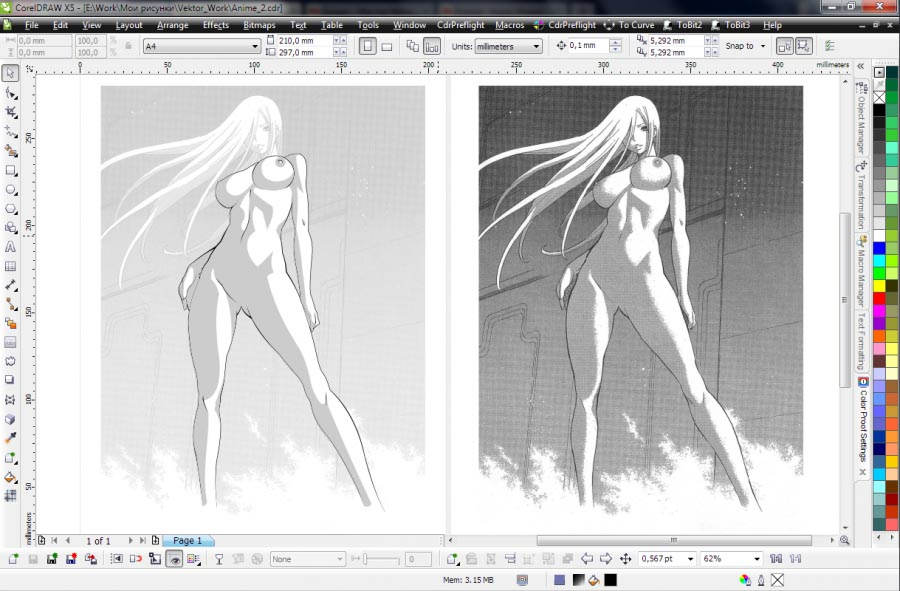 CorelDRAW X5 - [E:\Work\Мои рисунки\Vektor_Work\Anime_2.cdr]
File Edit View Layout Arrange Effects Bitmaps Text Table Tools Window CdrPreflight Macros CdrPreflight To Curve ToBit2 ToBit3 Help
0,0 mm 100,0 % A4 210,0 mm Units: millimeters 0,1 mm 5,292 mm Snap to
0,0 mm 100,0 % 297,0 mm 5,292 mm
0 50 100 150 200 250 300 350 400 millimeters
250
200
150
100
50
millimeters
Object Manager
Transformation
Macro Manager
Text Formatting
Color Proof Settings
1 of 1 Page 1
None 0 0,567 pt 62%
Mem: 3.15 MB